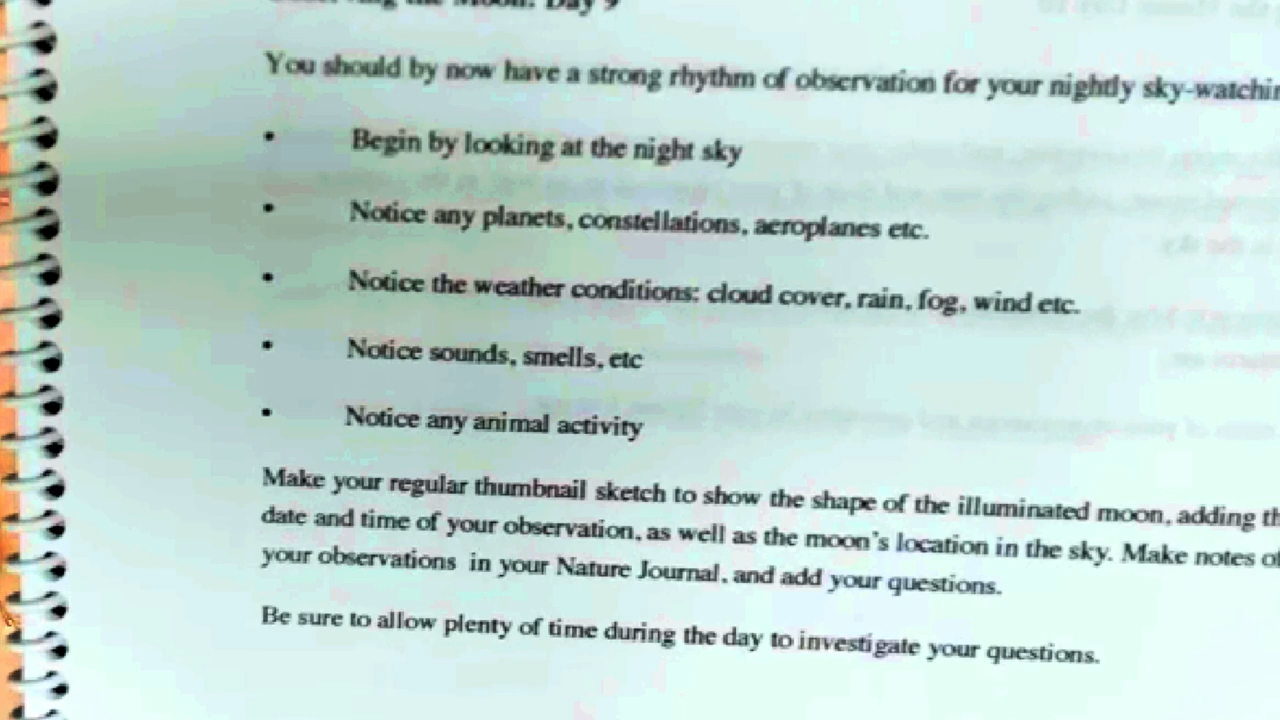 the Moon: Day 9
You should by now have a strong rhythm of observation for your nightly
• Begin by looking at the night sky
• Notice any planets, constellations, aeroplanes etc.
• Notice the weather conditions: cloud cover, rain, fog, wind etc.
• Notice sounds, smells, etc
• Notice any animal activity
Make your regular thumbnail sketch to show the shape of the illuminated moon, adding
date and time of your observation, as well as the moon's location in the sky. Make notes
your observations in your Nature Journal, and add your questions.
Be sure to allow plenty of time during the day to investigate your questions.